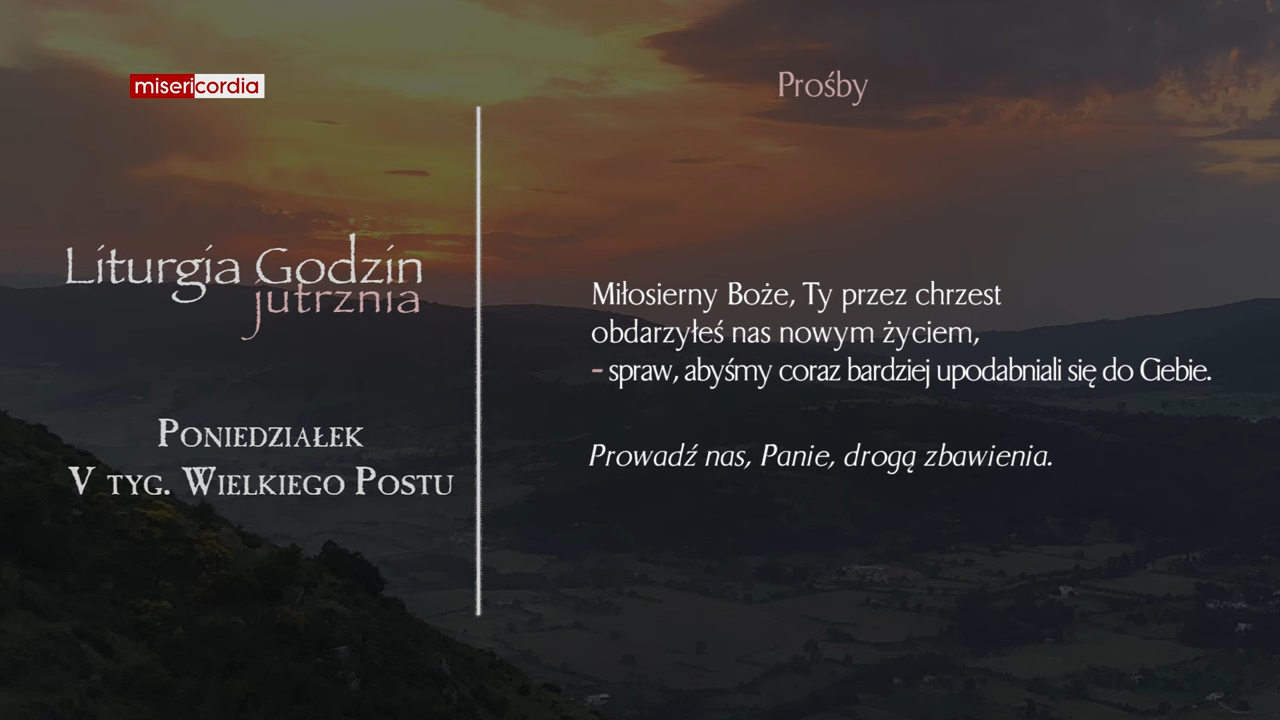 misericordia
Liturgia Godzin
jutrznia
Poniedziałek
V tyg. Wielkiego Postu
Prośby
Miłosierny Boże, Ty przez chrzest
obdarzyłeś nas nowym życiem,
- spraw, abyśmy coraz bardziej upodabniali się do Ciebie.
Prowadź nas, Panie, drogą zbawienia.